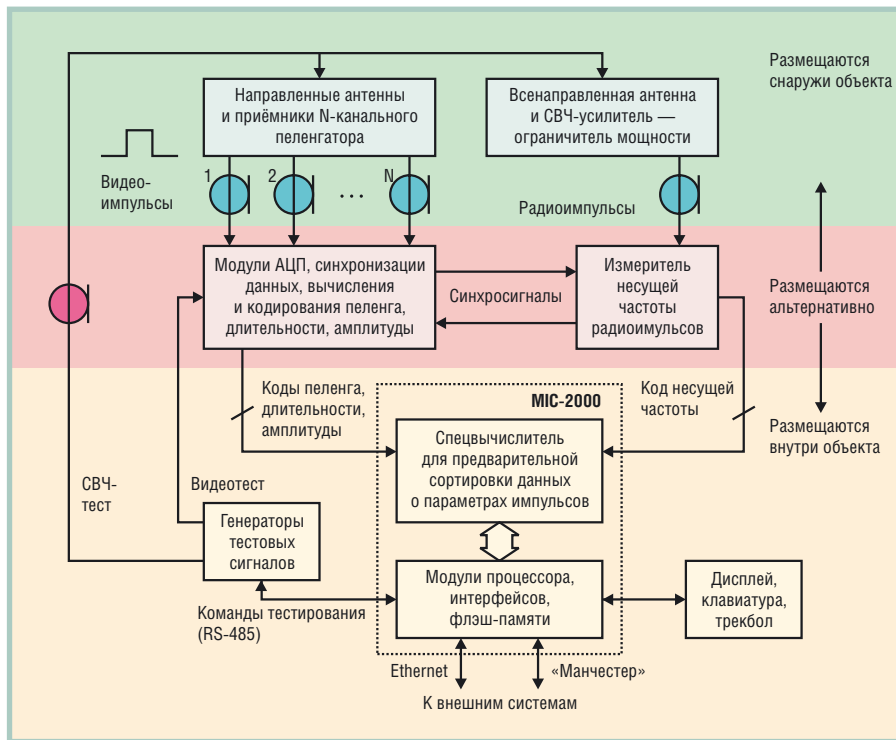 Размещаются
снаружи объекта
Направленные антенны
и приёмники N-канального
пеленгатора
Всенаправленная антенна
и СВЧ-усилитель —
ограничитель мощности
Видео-
импульсы
1
2
...
N
Радиоимпульсы
Модули АЦП, синхронизации
данных, вычисления
и кодирования пеленга,
длительности, амплитуды
Синхросигналы
Измеритель
несущей
частоты
радиоимульсов
Размещаются
альтернативно
Коды пеленга,
длительности,
амплитуды
MIC-2000
Код несущей
частоты
Размещаются
внутри объекта
Спецвычислитель
для предварительной
сортировки данных
о параметрах импульсов
СВЧ-
тест
Видеотест
Генераторы
тестовых
сигналов
Модули процессора,
интерфейсов,
флэш-памяти
Дисплей,
клавиатура,
трекбол
Команды тестирования
(RS-485)
Ethernet
«Манчестер»
К внешним системам